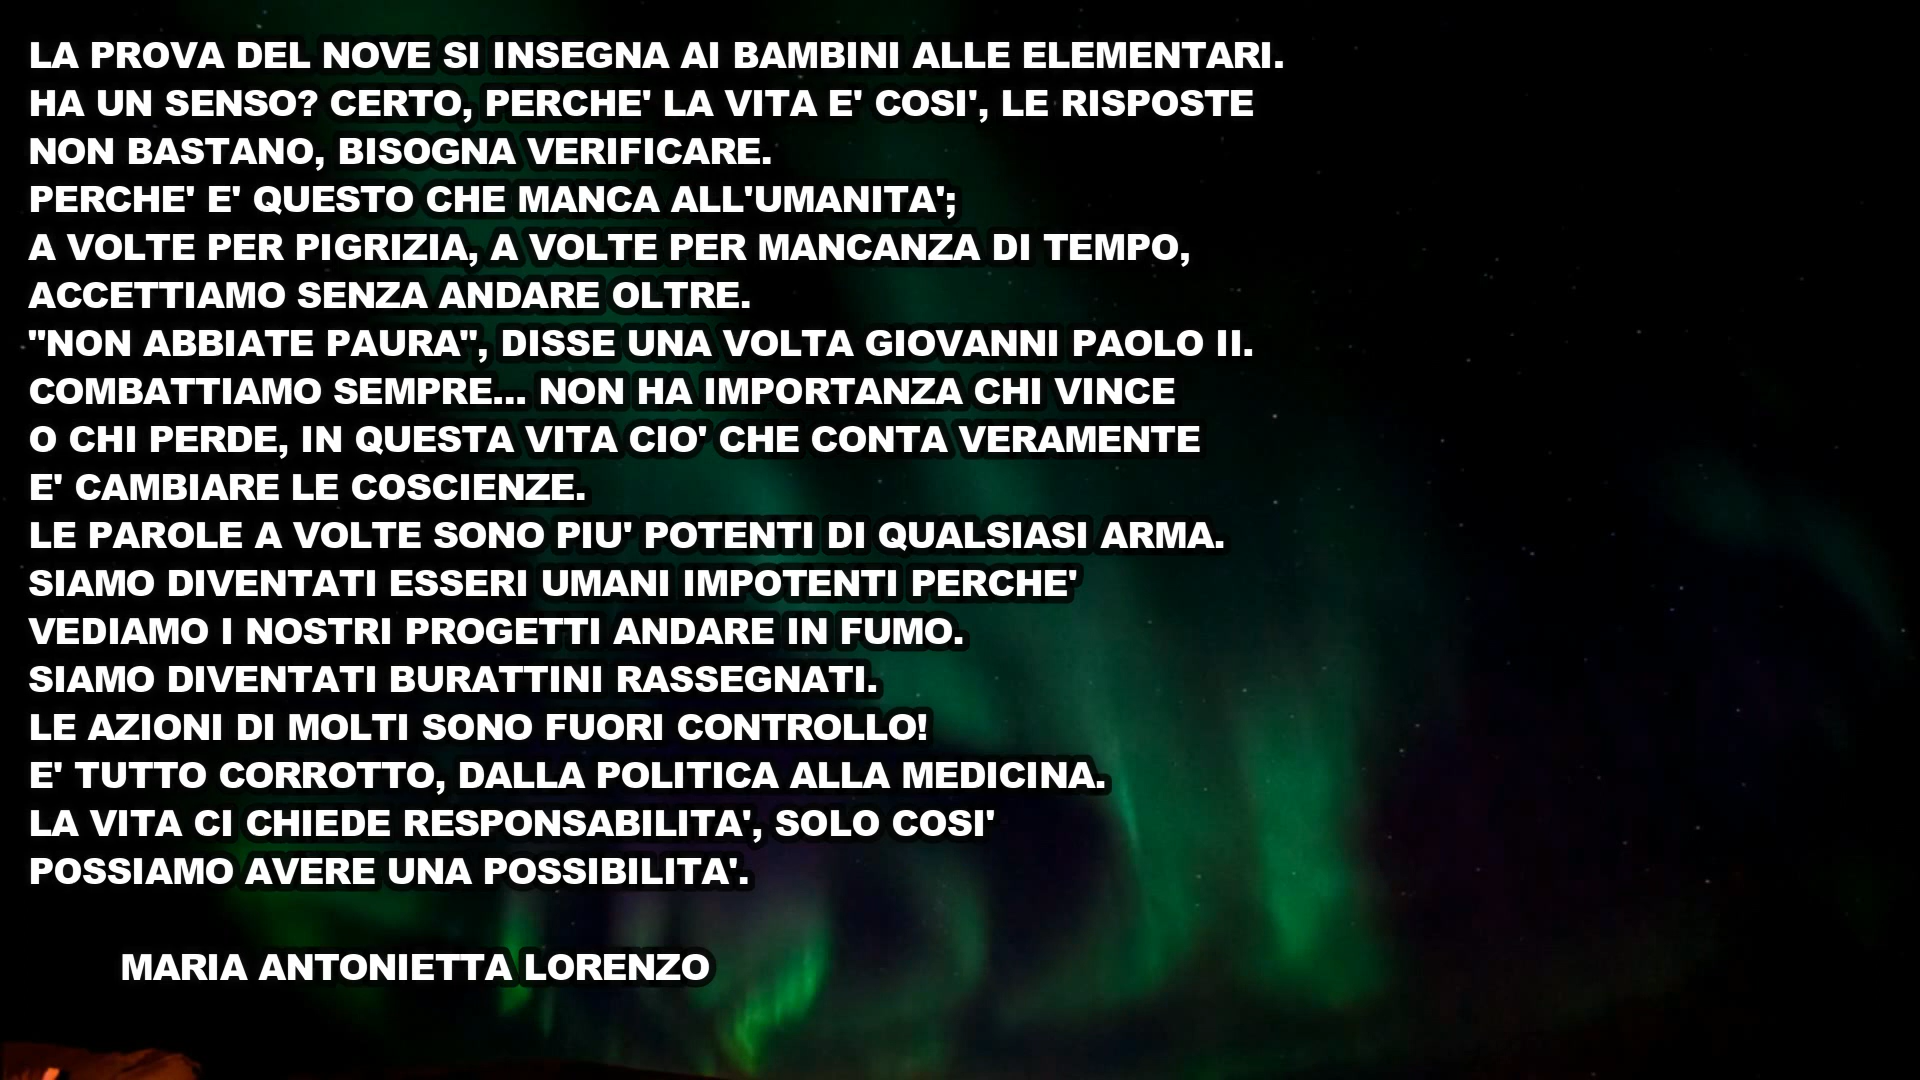 LA PROVA DEL NOVE SI INSEGNA AI BAMBINI ALLE ELEMENTARI.
HA UN SENSO? CERTO, PERCHE' LA VITA E' COSI', LE RISPOSTE
NON BASTANO, BISOGNA VERIFICARE.
PERCHE' E' QUESTO CHE MANCA ALL'UMANITA';
A VOLTE PER PIGRIZIA, A VOLTE PER MANCANZA DI TEMPO,
ACCETTIAMO SENZA ANDARE OLTRE.
"NON ABBIATE PAURA", DISSE UNA VOLTA GIOVANNI PAOLO II.
COMBATTIAMO SEMPRE... NON HA IMPORTANZA CHI VINCE
O CHI PERDE, IN QUESTA VITA CIO' CHE CONTA VERAMENTE
E' CAMBIARE LE COSCIENZE.
LE PAROLE A VOLTE SONO PIU' POTENTI DI QUALSIASI ARMA.
SIAMO DIVENTATI ESSERI UMANI IMPOTENTI PERCHE'
VEDIAMO I NOSTRI PROGETTI ANDARE IN FUMO.
SIAMO DIVENTATI BURATTINI RASSEGNATI.
LE AZIONI DI MOLTI SONO FUORI CONTROLLO!
E' TUTTO CORROTTO, DALLA POLITICA ALLA MEDICINA.
LA VITA CI CHIEDE RESPONSABILITA', SOLO COSI'
POSSIAMO AVERE UNA POSSIBILITA'.
MARIA ANTONIETTA LORENZO